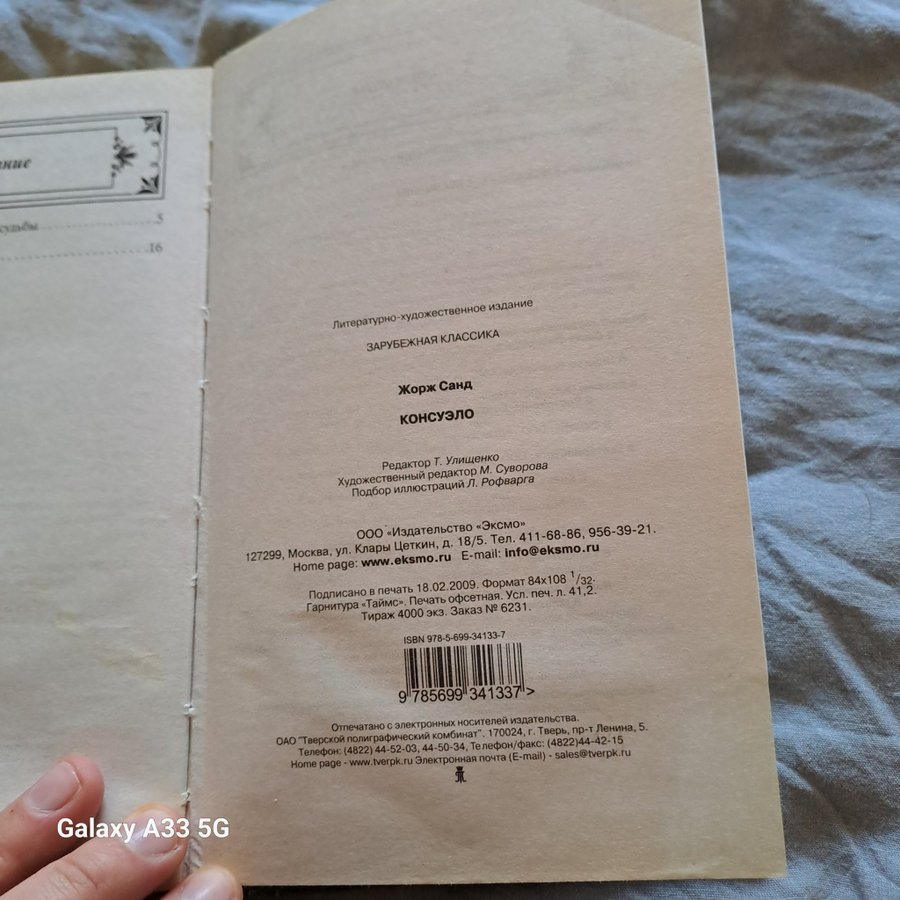 ние
судьбы 5
16
Литературно-художественное издание
ЗАРУБЕЖНАЯ КЛАССИКА
Жорж Санд
КОНСУЭЛО
Редактор Т. Улищенко
Художественный редактор М. Суворова
Подбор иллюстраций Л. Рофварга
ООО «Издательство «Эксмо»
127299, Москва, ул. Клары Цеткин, д. 18/5. Тел. 411-68-86, 956-39-21.
Home page: www.eksmo.ru E-mail: info@eksmo.ru
Подписано в печать 18.02.2009. Формат 84x108 1/32.
Гарнитура «Таймс». Печать офсетная. Усл. печ. л. 41,2.
Тираж 4000 экз. Заказ № 6231.
ISBN 978-5-699-34133-7
9 785699 341337 >
Отпечатано с электронных носителей издательства.
ОАО "Тверской полиграфический комбинат". 170024, г. Тверь, пр-т Ленина, 5.
Телефон: (4822) 44-52-03, 44-50-34, Телефон/факс: (4822)44-42-15
Home page - www.tverpk.ru Электронная почта (E-mail) - sales@tverpk.ru
Galaxy A33 5G